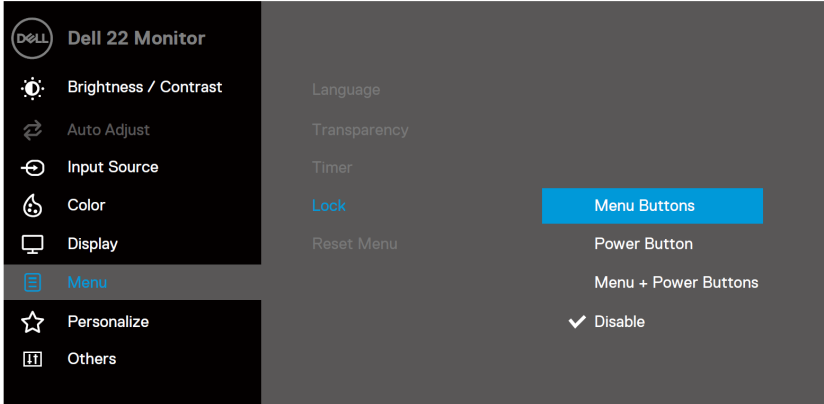 DELL
Dell 22 Monitor
Brightness / Contrast
Auto Adjust
Input Source
Color
Display
Menu
Personalize
Others
Language
Transparency
Timer
Lock
Reset Menu
Menu Buttons
Power Button
Menu + Power Buttons
Disable